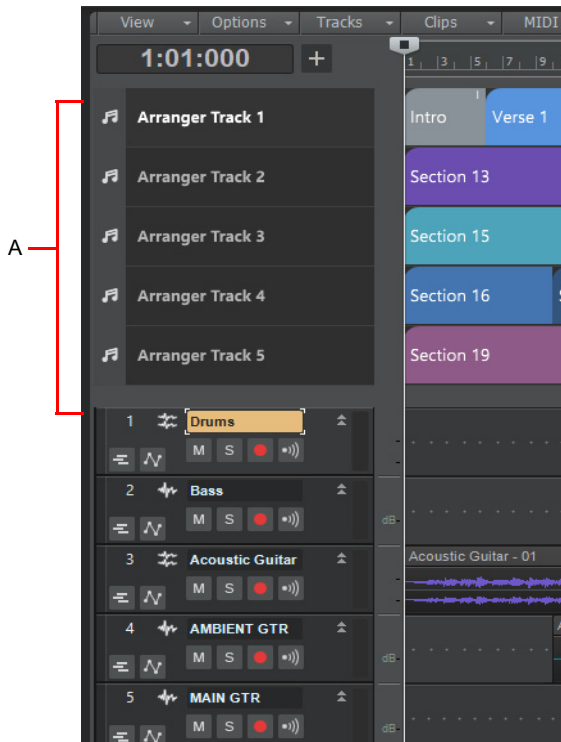 View Options Tracks Clips MIDI
1:01:000 +
1 3 5 7 9
Arranger Track 1 Intro Verse 1
Arranger Track 2 Section 13
A
Arranger Track 3 Section 15
Arranger Track 4 Section 16
Arranger Track 5 Section 19
1 Drums
M S
2 Bass
M S dB-
3 Acoustic Guitar Acoustic Guitar - 01
M S
4 AMBIENT GTR
M S dB-
5 MAIN GTR
M S dB-